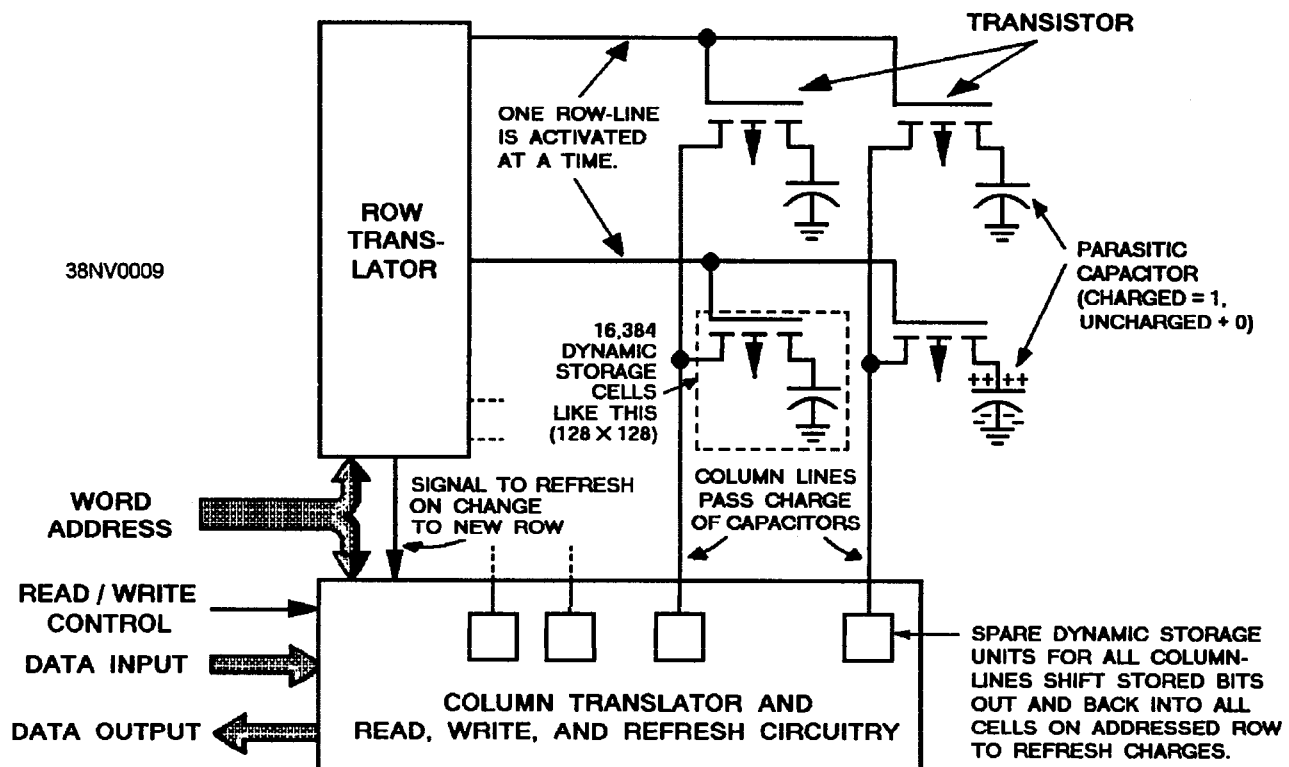 TRANSISTOR
ONE ROW-LINE
IS ACTIVATED
AT A TIME.
ROW
TRANS-
LATOR
38NV0009
PARASITIC
CAPACITOR
(CHARGED = 1,
UNCHARGED + 0)
16,384
DYNAMIC
STORAGE
CELLS
LIKE THIS
(128 X 128)
++ ++
WORD
ADDRESS
SIGNAL TO REFRESH
ON CHANGE
TO NEW ROW
COLUMN LINES
PASS CHARGE
OF CAPACITORS
READ / WRITE
CONTROL
DATA INPUT
DATA OUTPUT
COLUMN TRANSLATOR AND
READ, WRITE, AND REFRESH CIRCUITRY
SPARE DYNAMIC STORAGE
UNITS FOR ALL COLUMN-
LINES SHIFT STORED BITS
OUT AND BACK INTO ALL
CELLS ON ADDRESSED ROW
TO REFRESH CHARGES.